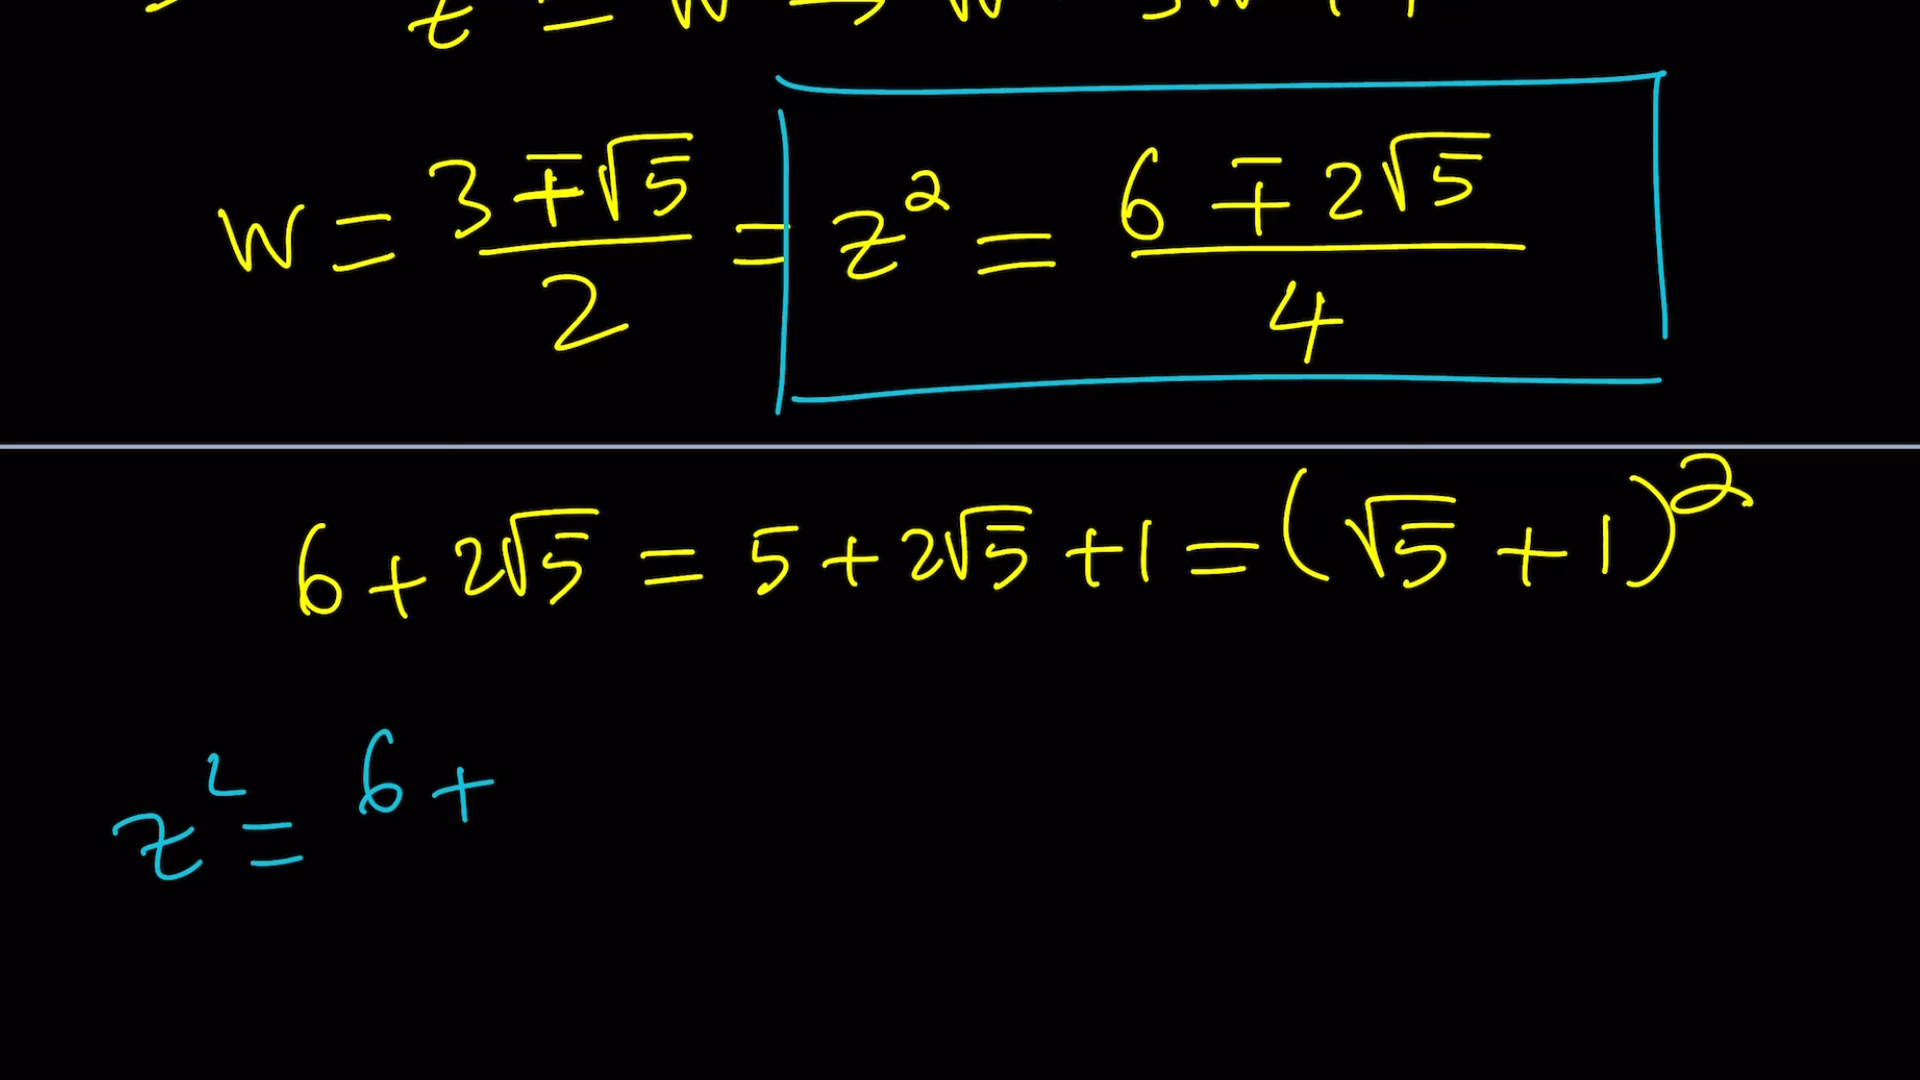 z = w → w
w = (3 ∓ √5)/2 = z² = (6 ∓ 2√5)/4
6 + 2√5 = 5 + 2√5 + 1 = (√5 + 1)²
z² = 6 +